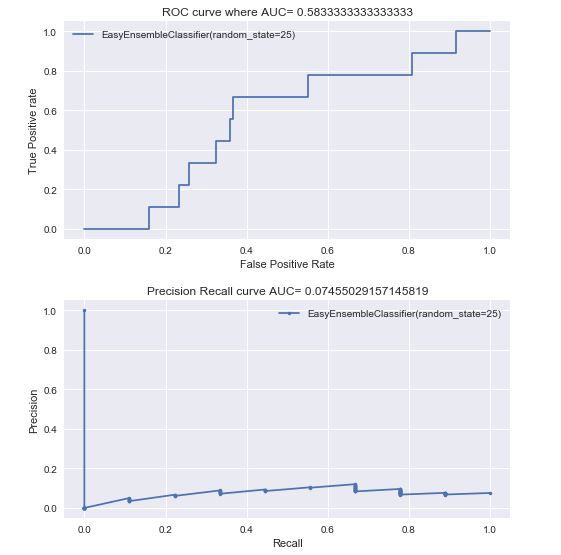 ROC curve where AUC= 0.5833333333333333
EasyEnsembleClassifier(random_state=25)
1.0
0.8
0.6
0.4
0.2
0.0
True Positive rate
0.0 0.2 0.4 0.6 0.8 1.0
False Positive Rate
Precision Recall curve AUC= 0.07455029157145819
EasyEnsembleClassifier(random_state=25)
1.0
0.8
0.6
0.4
0.2
0.0
Precision
0.0 0.2 0.4 0.6 0.8 1.0
Recall